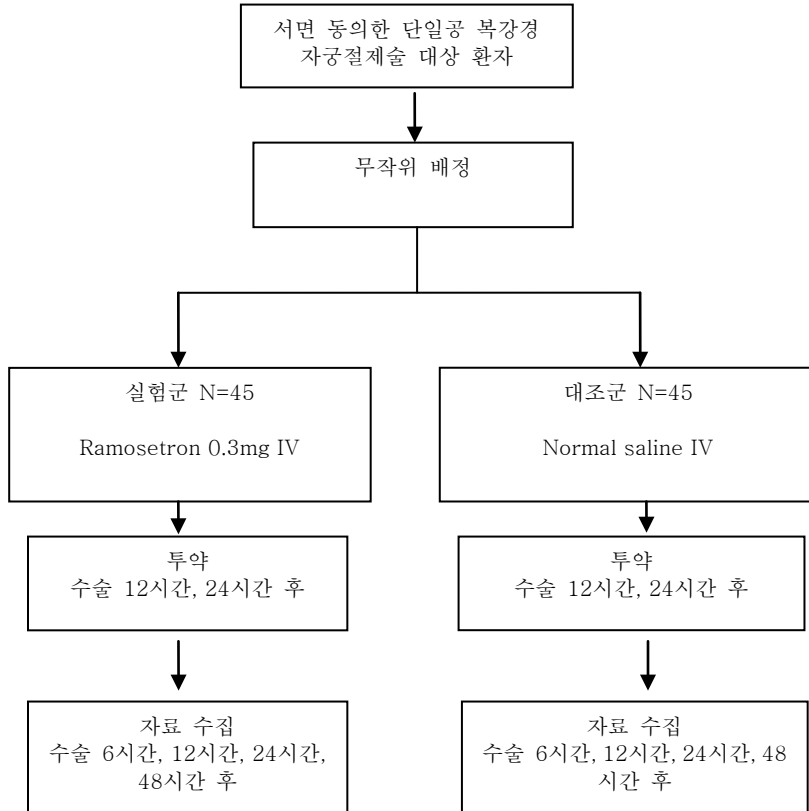 서면 동의한 단일공 복강경
자궁절제술 대상 환자
무작위 배정
실험군 N=45
Ramosetron 0.3mg IV
대조군 N=45
Normal saline IV
투약
수술 12시간, 24시간 후
투약
수술 12시간, 24시간 후
자료 수집
수술 6시간, 12시간, 24시간,
48시간 후
자료 수집
수술 6시간, 12시간, 24시간, 48
시간 후